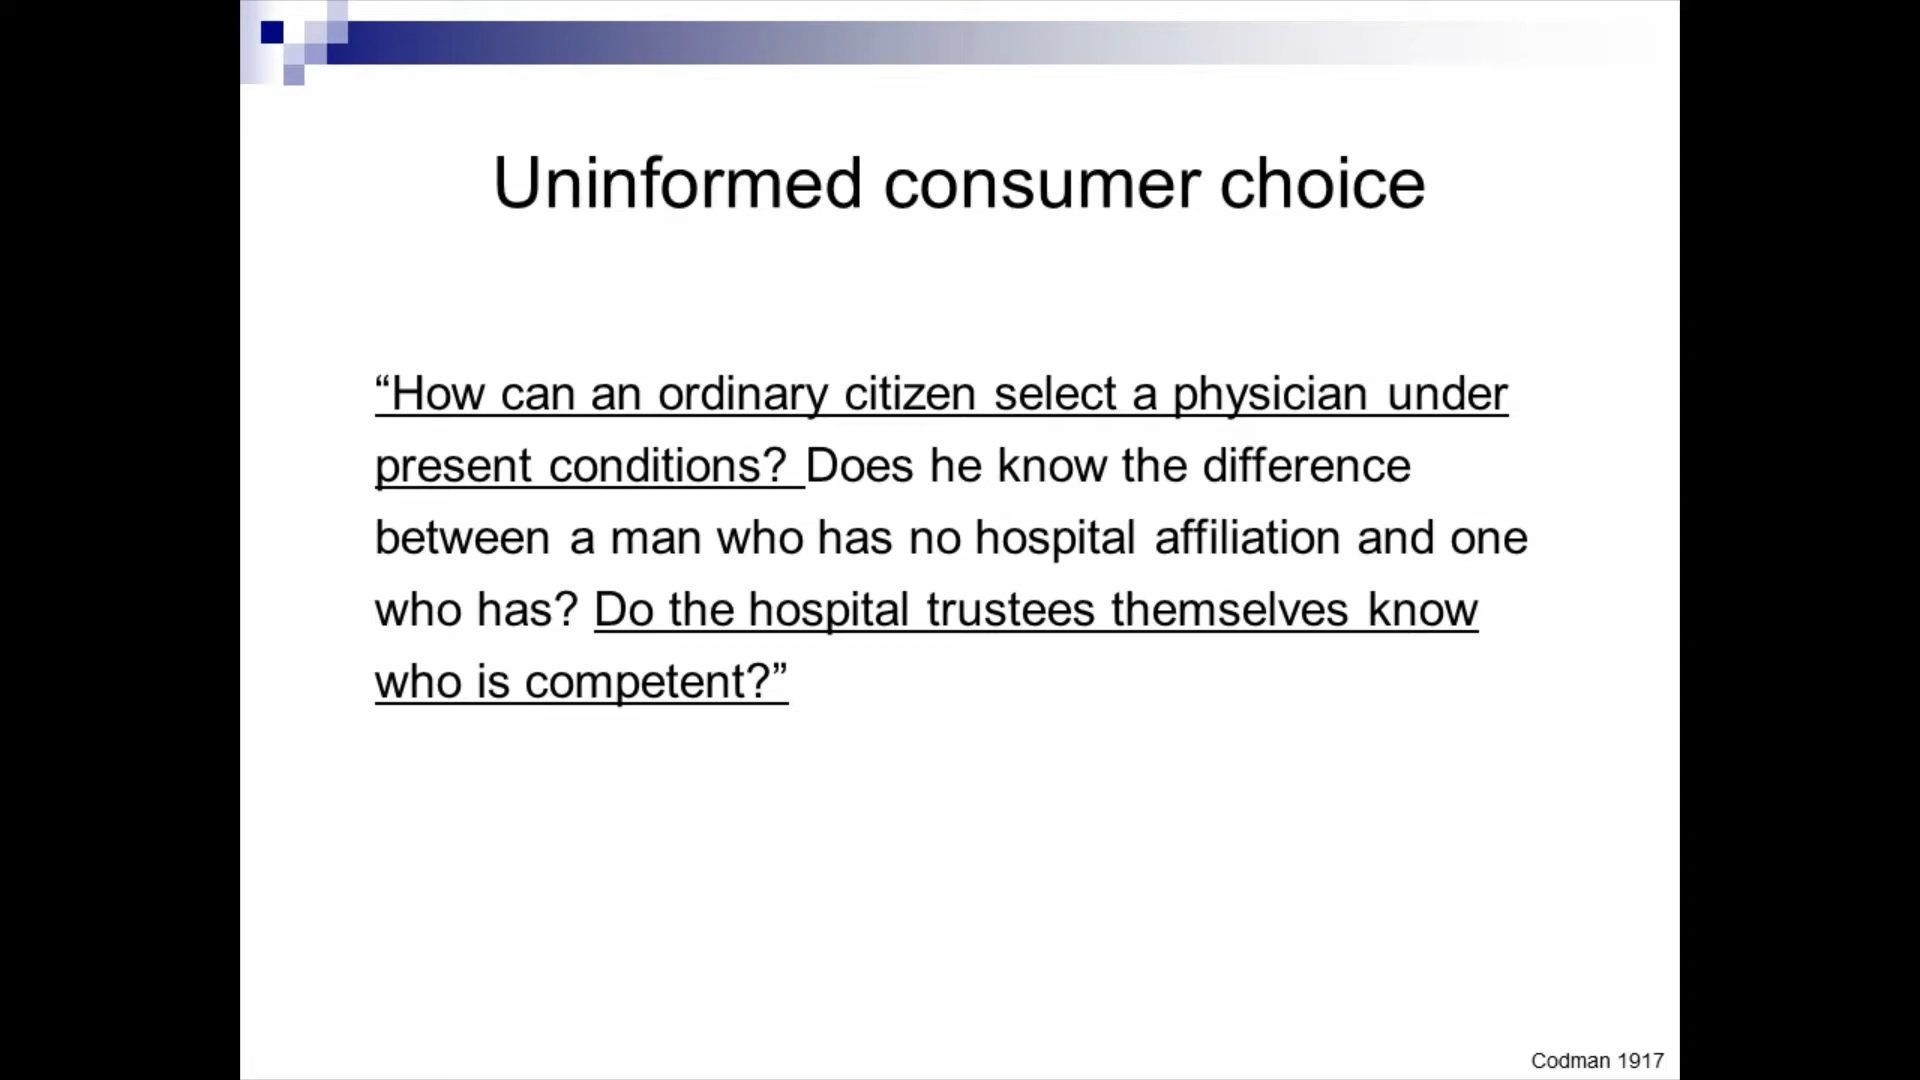 Uninformed consumer choice
“How can an ordinary citizen select a physician under
present conditions? Does he know the difference
between a man who has no hospital affiliation and one
who has? Do the hospital trustees themselves know
who is competent?”
Codman 1917